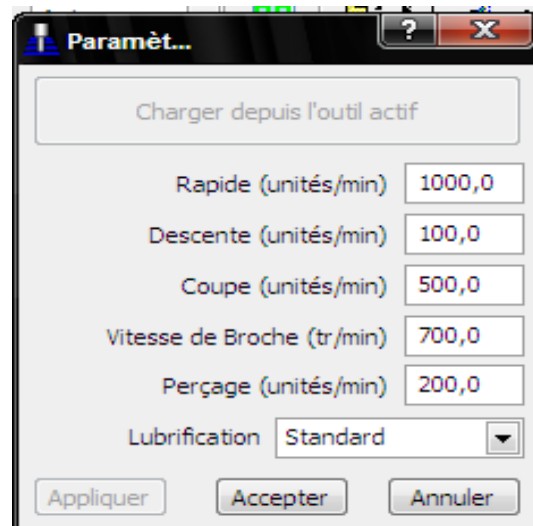 Paramèt...
?
X
Charger depuis l'outil actif
Rapide (unités/min) 1000,0
Descente (unités/min) 100,0
Coupe (unités/min) 500,0
Vitesse de Broche (tr/min) 700,0
Perçage (unités/min) 200,0
Lubrification Standard
Appliquer Accepter Annuler